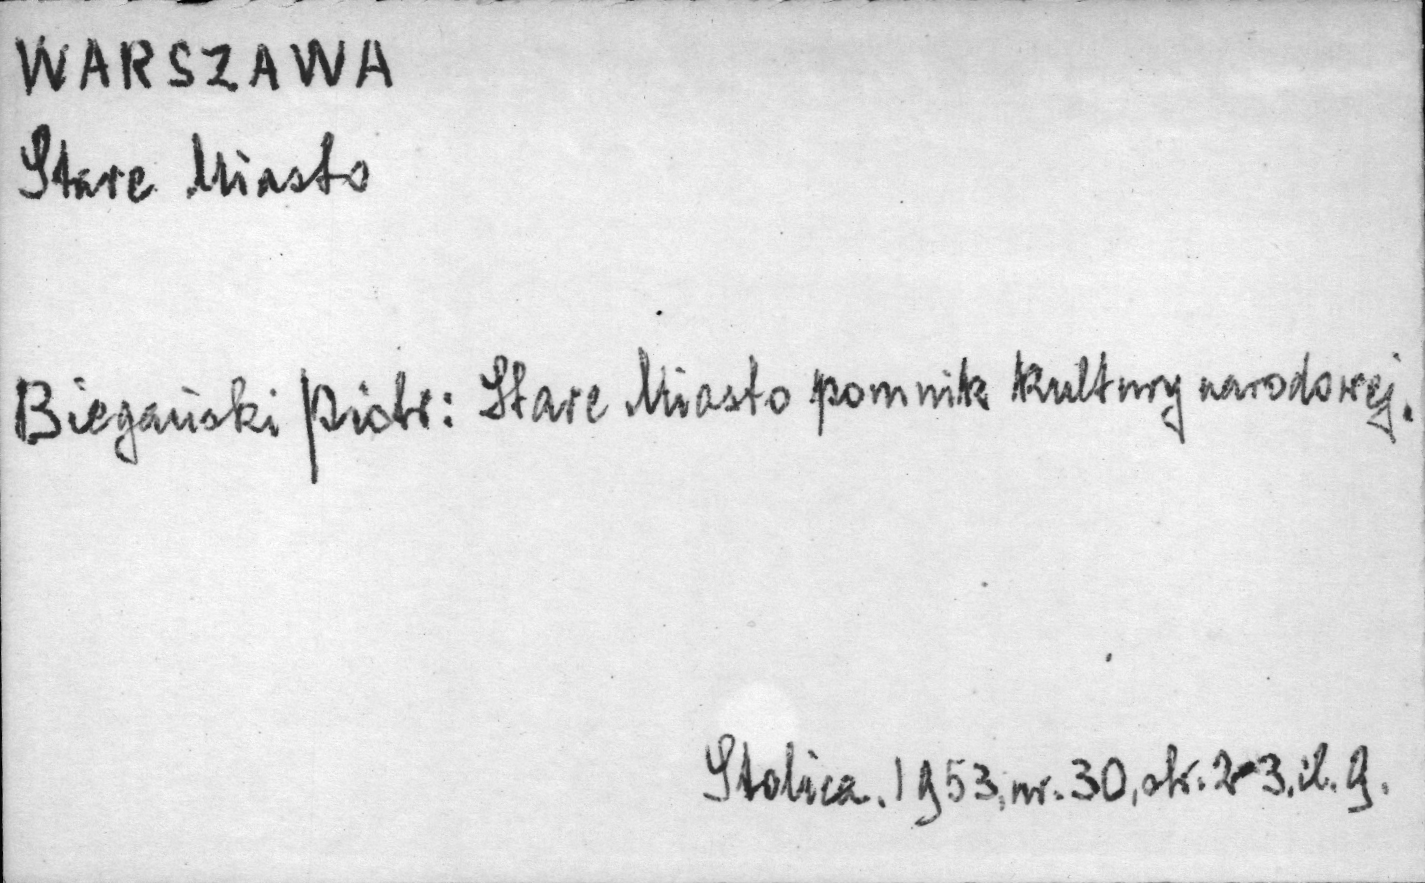 WARSZAWA
Stare Miasto
Biegański Piotr: Stare Miasto pomnik kultury narodowej.
Stolica. 1953, nr. 30, str. 2-3, il. 9.